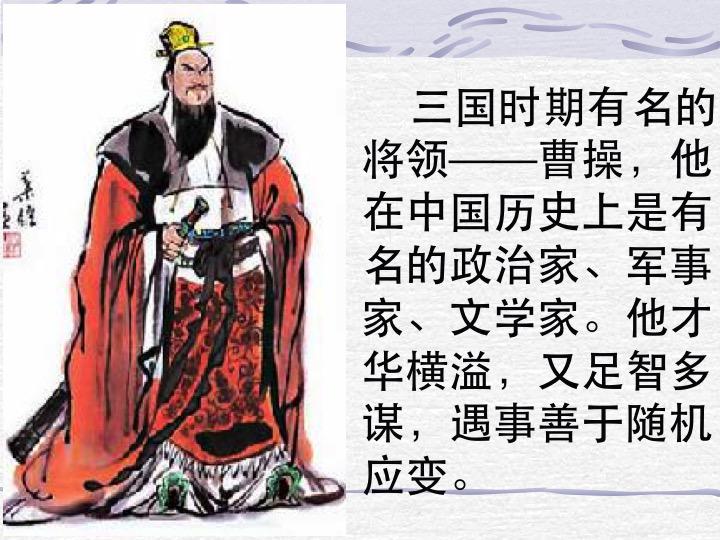 三国时期有名的
将领——曹操，他
在中国历史上是有
名的政治家、军事
家、文学家。他才
华横溢，又足智多
谋，遇事善于随机
应变。